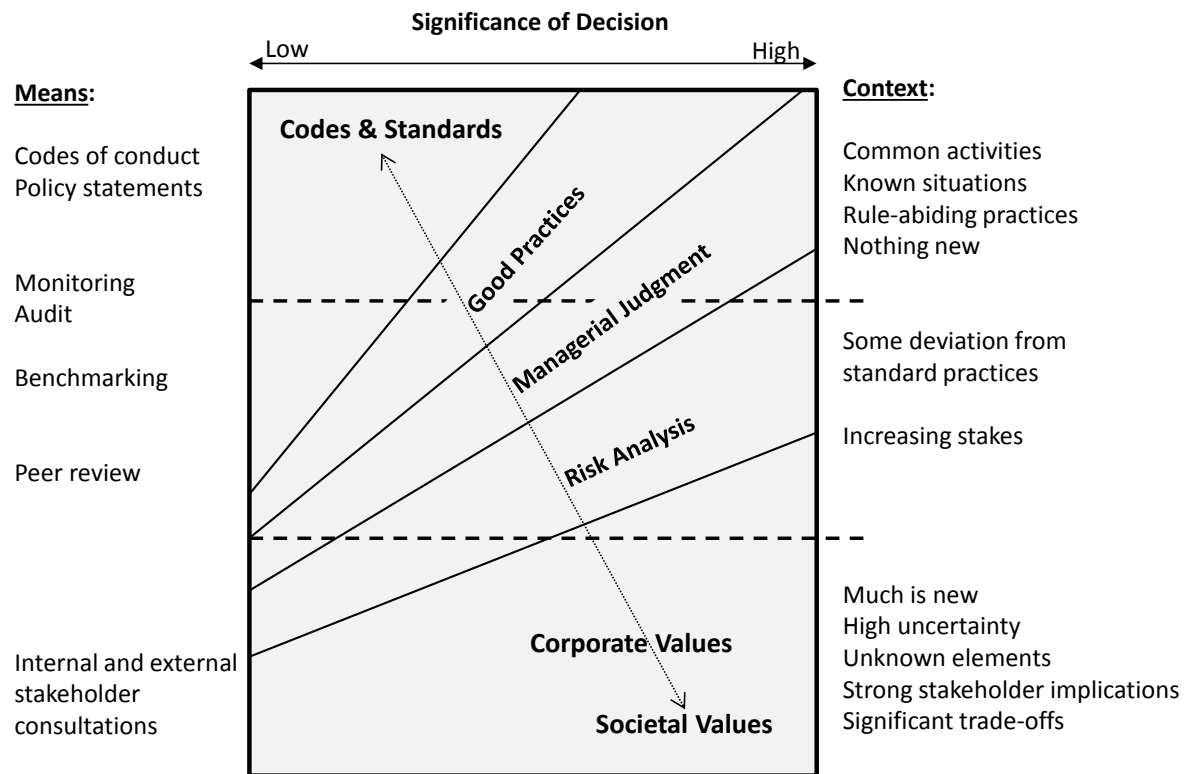 Significance of Decision
Low
High
Means:
Codes of conduct
Policy statements
Monitoring
Audit
Benchmarking
Peer review
Internal and external
stakeholder
consultations
Codes & Standards
Good Practices
Managerial Judgment
Risk Analysis
Corporate Values
Societal Values
Context:
Common activities
Known situations
Rule-abiding practices
Nothing new
Some deviation from
standard practices
Increasing stakes
Much is new
High uncertainty
Unknown elements
Strong stakeholder implications
Significant trade-offs